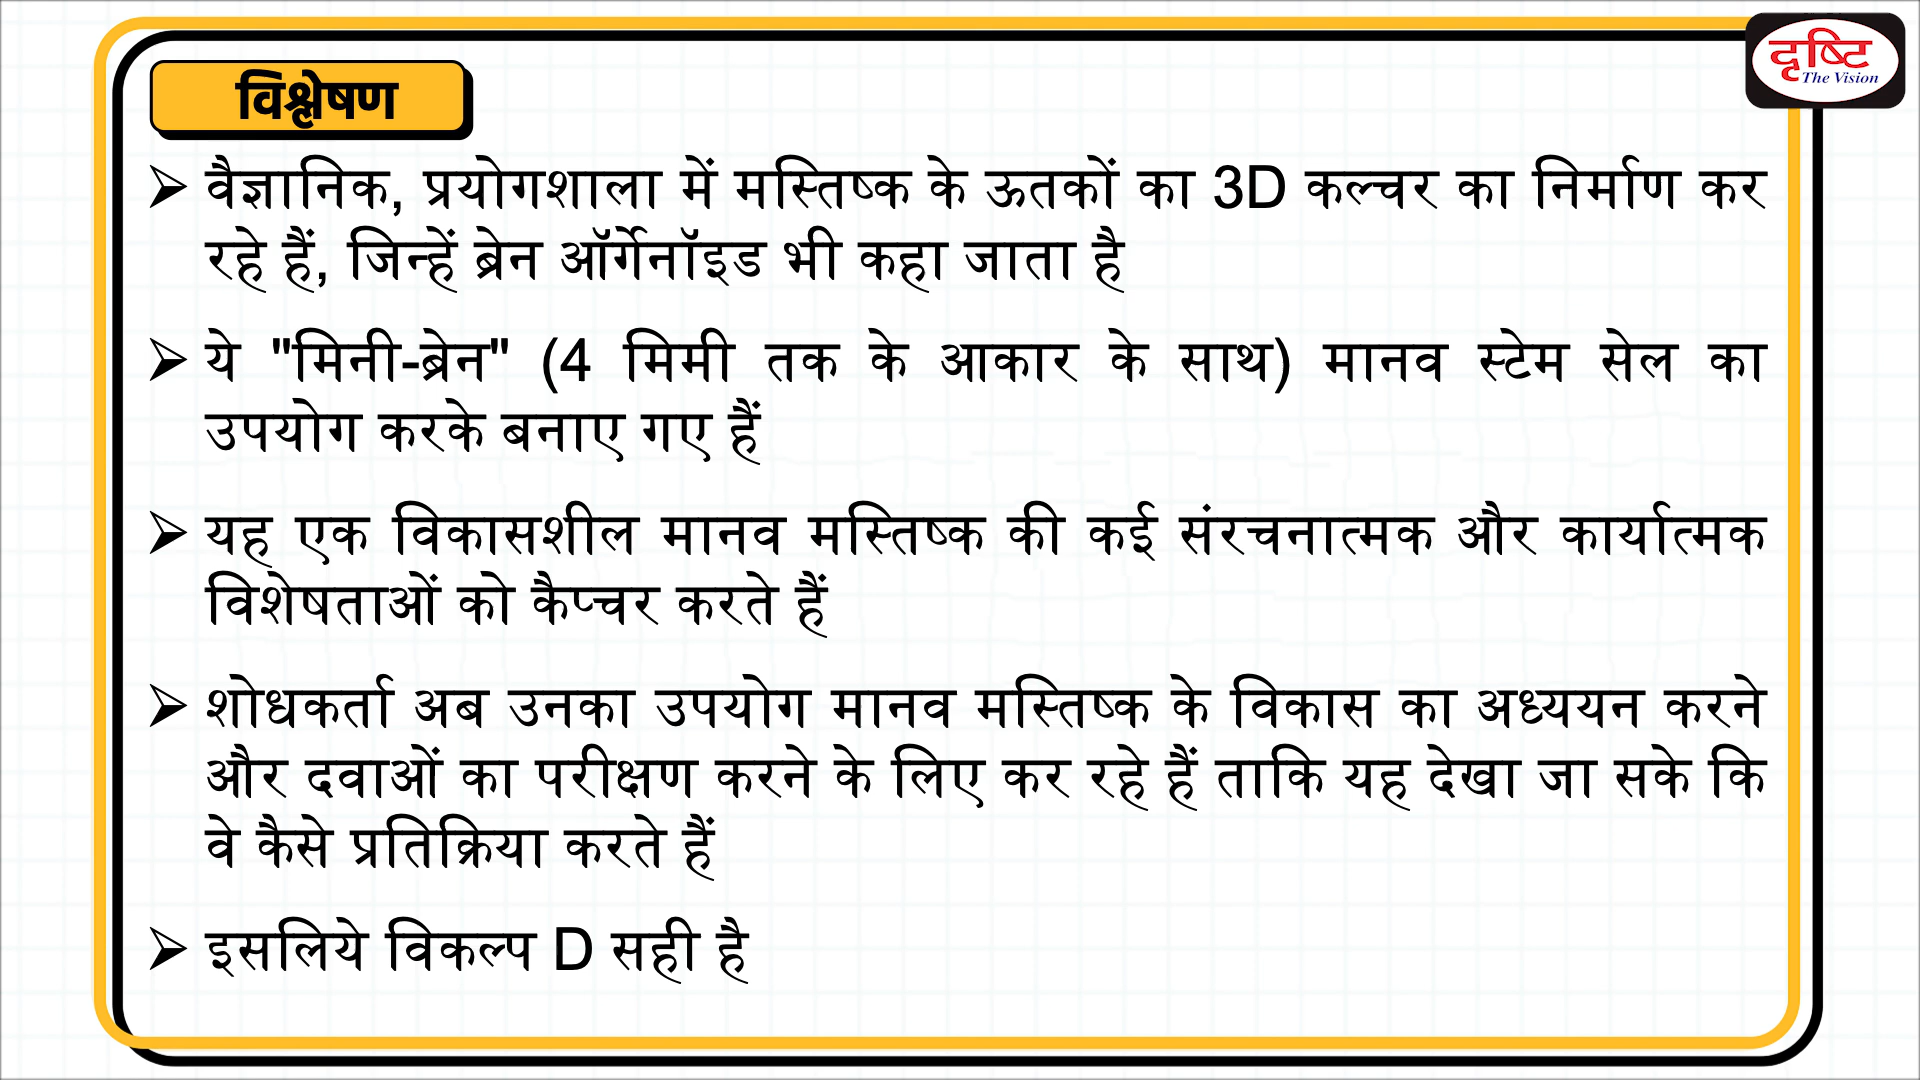 दृष्टि
The Vision
विश्लेषण
➢ वैज्ञानिक, प्रयोगशाला में मस्तिष्क के ऊतकों का 3D कल्चर का निर्माण कर
रहे हैं, जिन्हें ब्रेन ऑर्गेनॉइड भी कहा जाता है
➢ ये "मिनी-ब्रेन" (4 मिमी तक के आकार के साथ) मानव स्टेम सेल का
उपयोग करके बनाए गए हैं
➢ यह एक विकासशील मानव मस्तिष्क की कई संरचनात्मक और कार्यात्मक
विशेषताओं को कैप्चर करते हैं
➢ शोधकर्ता अब उनका उपयोग मानव मस्तिष्क के विकास का अध्ययन करने
और दवाओं का परीक्षण करने के लिए कर रहे हैं ताकि यह देखा जा सके कि
वे कैसे प्रतिक्रिया करते हैं
➢ इसलिये विकल्प D सही है